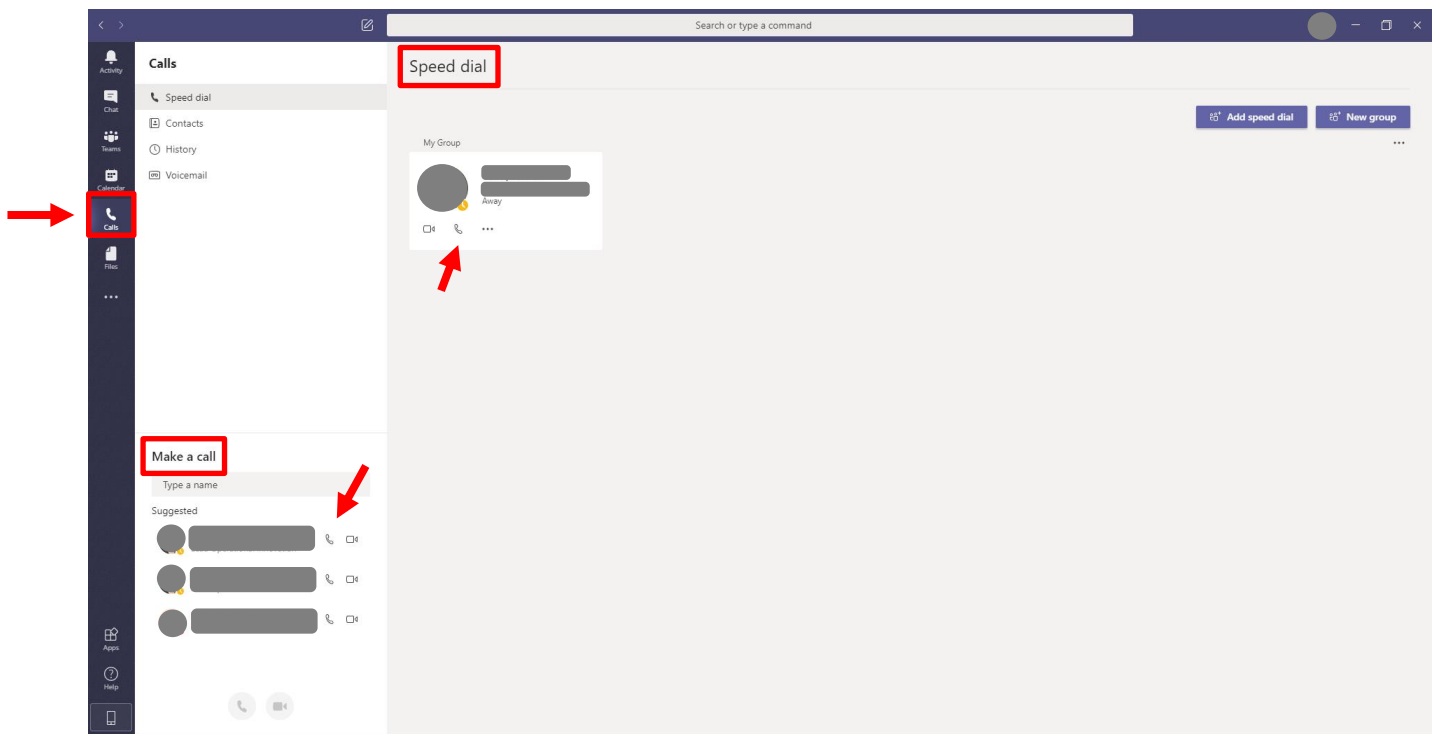 Search or type a command
Activity
Chat
Teams
Calendar
Calls
Files
Apps
Help
Calls
Speed dial
Contacts
History
Voicemail
Make a call
Type a name
Suggested
Speed dial
Add speed dial
New group
My Group
Away